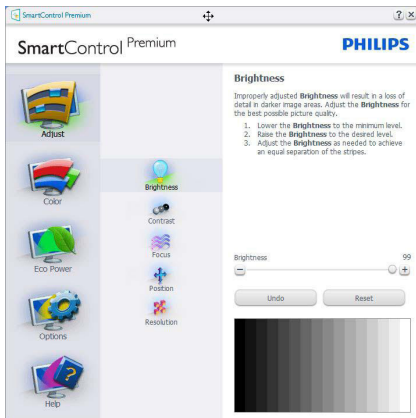 SmartControl Premium
SmartControl Premium
PHILIPS
Adjust
Color
Eco Power
Options
Help
Brightness
Contrast
Focus
Position
Resolution
Brightness
Improperly adjusted Brightness will result in a loss of
detail in darker image areas. Adjust the Brightness for
the best possible picture quality.
1. Lower the Brightness to the minimum level.
2. Raise the Brightness to the desired level.
3. Adjust the Brightness as needed to achieve
an equal separation of the stripes.
Brightness 99
Undo Reset